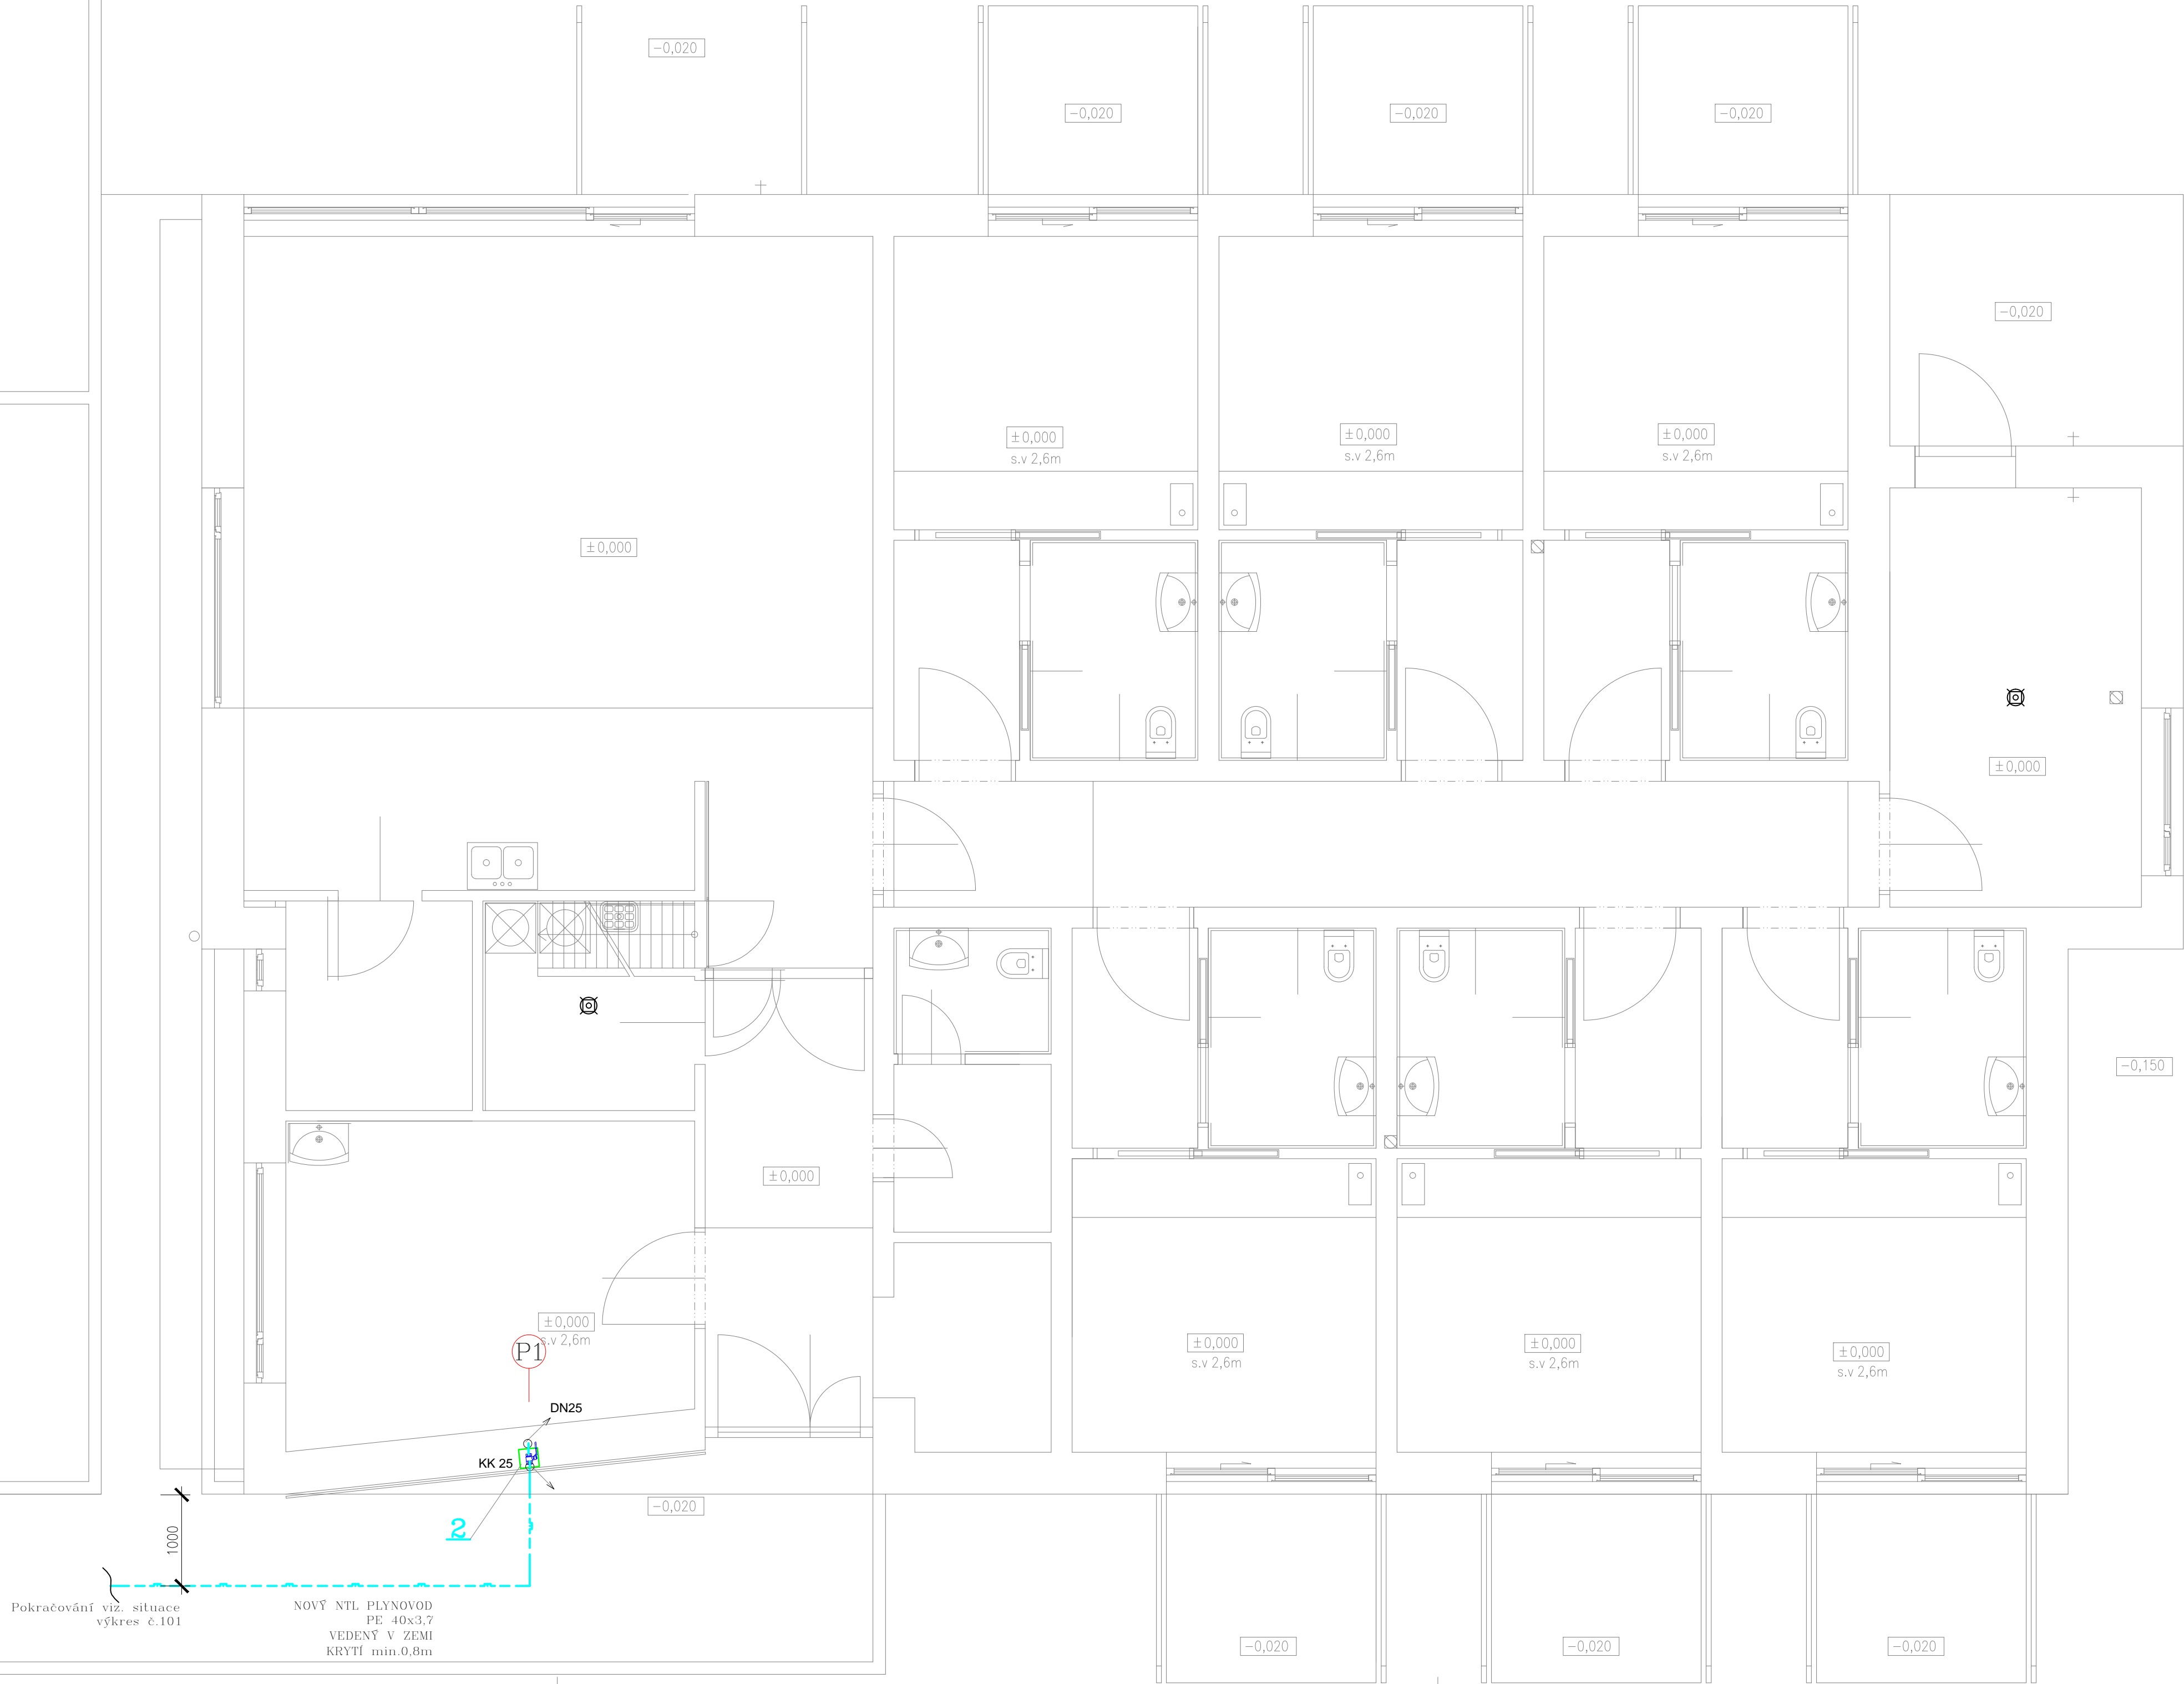 -0,020
-0,020
-0,020
-0,020
-0,020
±0,000
s.v 2,6m
±0,000
s.v 2,6m
±0,000
s.v 2,6m
±0,000
±0,000
-0,150
±0,000
±0,000
s.v 2,6m
P1
±0,000
s.v 2,6m
±0,000
s.v 2,6m
±0,000
s.v 2,6m
DN25
KK 25
-0,020
2
1000
Pokračování viz. situace
výkres č.101
NOVÝ NTL PLYNOVOD
PE 40x3,7
VEDENÝ V ZEMI
KRYTÍ min.0,8m
-0,020
-0,020
-0,020